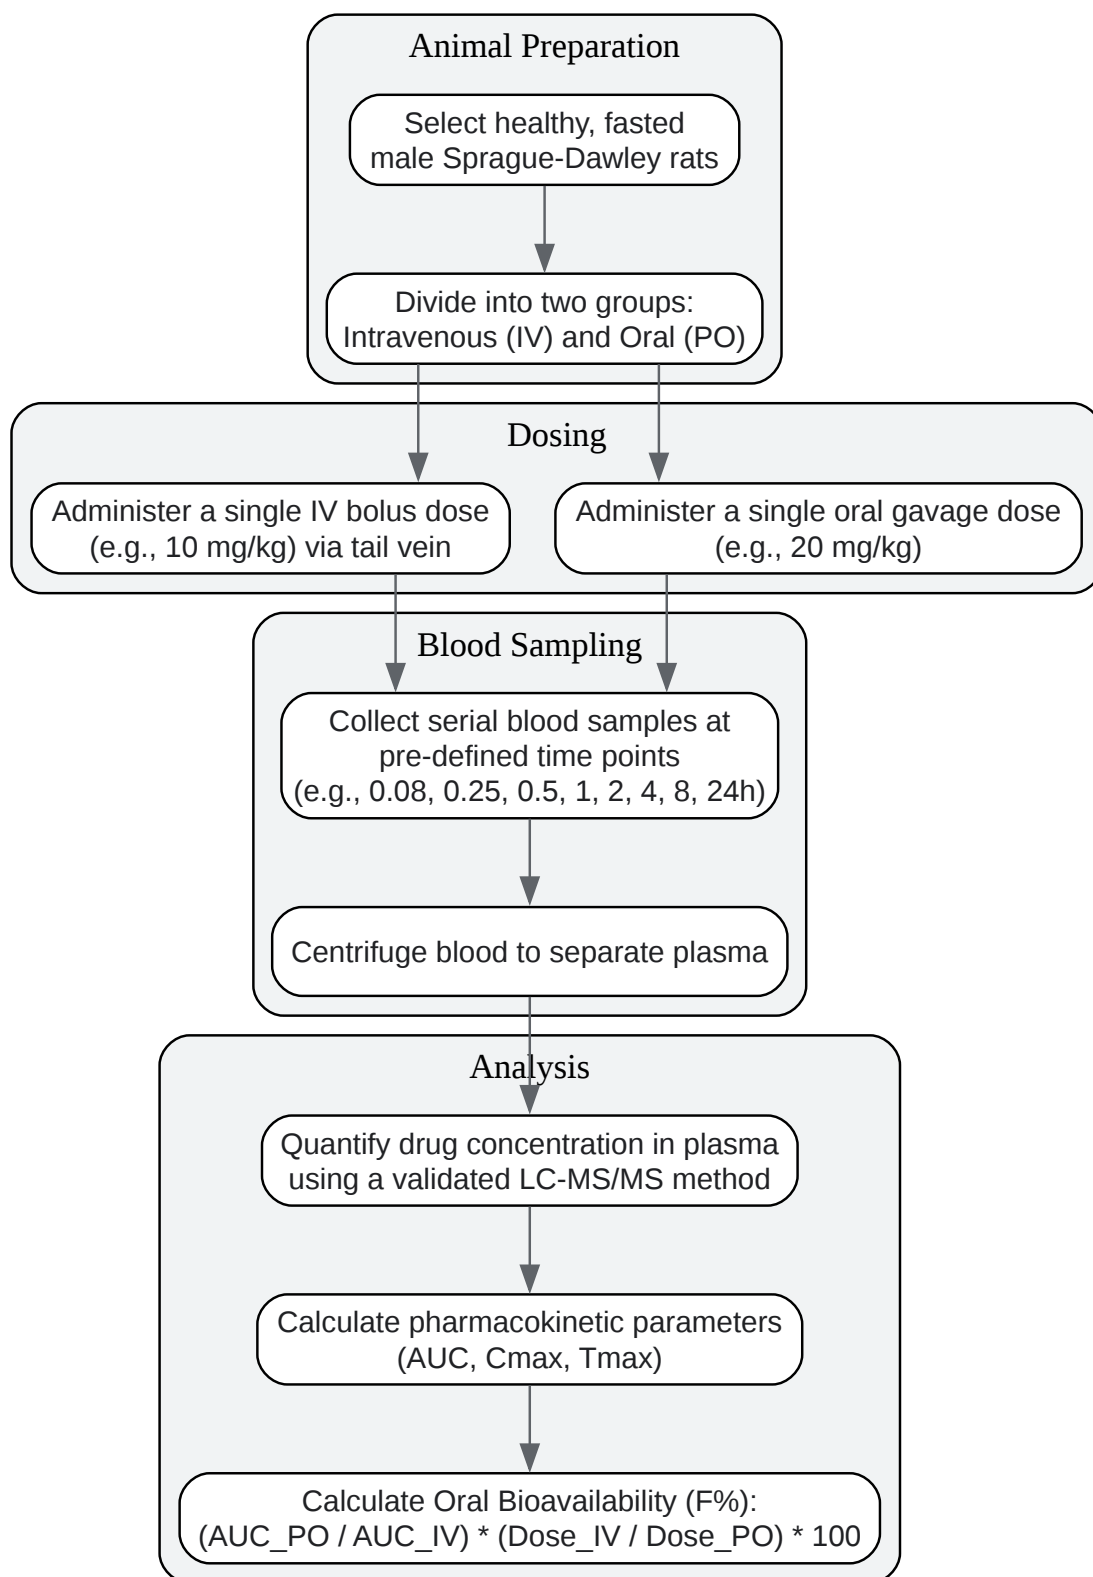 Animal Preparation
Select healthy, fasted
male Sprague-Dawley rats
Divide into two groups:
Intravenous (IV) and Oral (PO)
Dosing
Administer a single IV bolus dose
(e.g., 10 mg/kg) via tail vein
Administer a single oral gavage dose
(e.g., 20 mg/kg)
Blood Sampling
Collect serial blood samples at
pre-defined time points
(e.g., 0.08, 0.25, 0.5, 1, 2, 4, 8, 24h)
Centrifuge blood to separate plasma
Analysis
Quantify drug concentration in plasma
using a validated LC-MS/MS method
Calculate pharmacokinetic parameters
(AUC, Cmax, Tmax)
Calculate Oral Bioavailability (F%):
(AUC_PO / AUC_IV) * (Dose_IV / Dose_PO) * 100